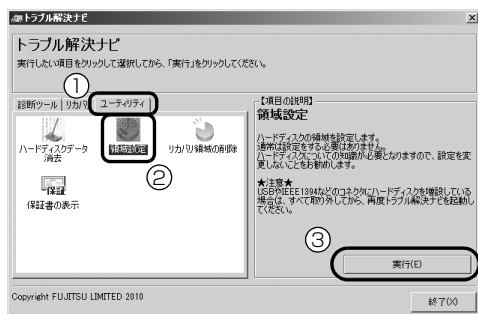 トラブル解決ナビ
トラブル解決ナビ
実行したい項目をクリックして選択してから、「実行」をクリックしてください。
①
診断ツール リカバリ ユーティリティ
ハードディスクデータ消去
領域設定
リカバリ領域の削除
②
保証
保証書の表示
【項目の説明】
領域設定
ハードディスクの領域を設定します。
通常は設定をする必要はありません。
ハードディスクについての知識が必要となりますので、設定を変
更しないことをお勧めします。
★注意★
USBやIEEE1394などのコネクタにハードディスクを増設している
場合は、すべて取り外してから、再度トラブル解決ナビを起動し
てください。
③
実行(E)
Copyright FUJITSU LIMITED 2010
終了(X)